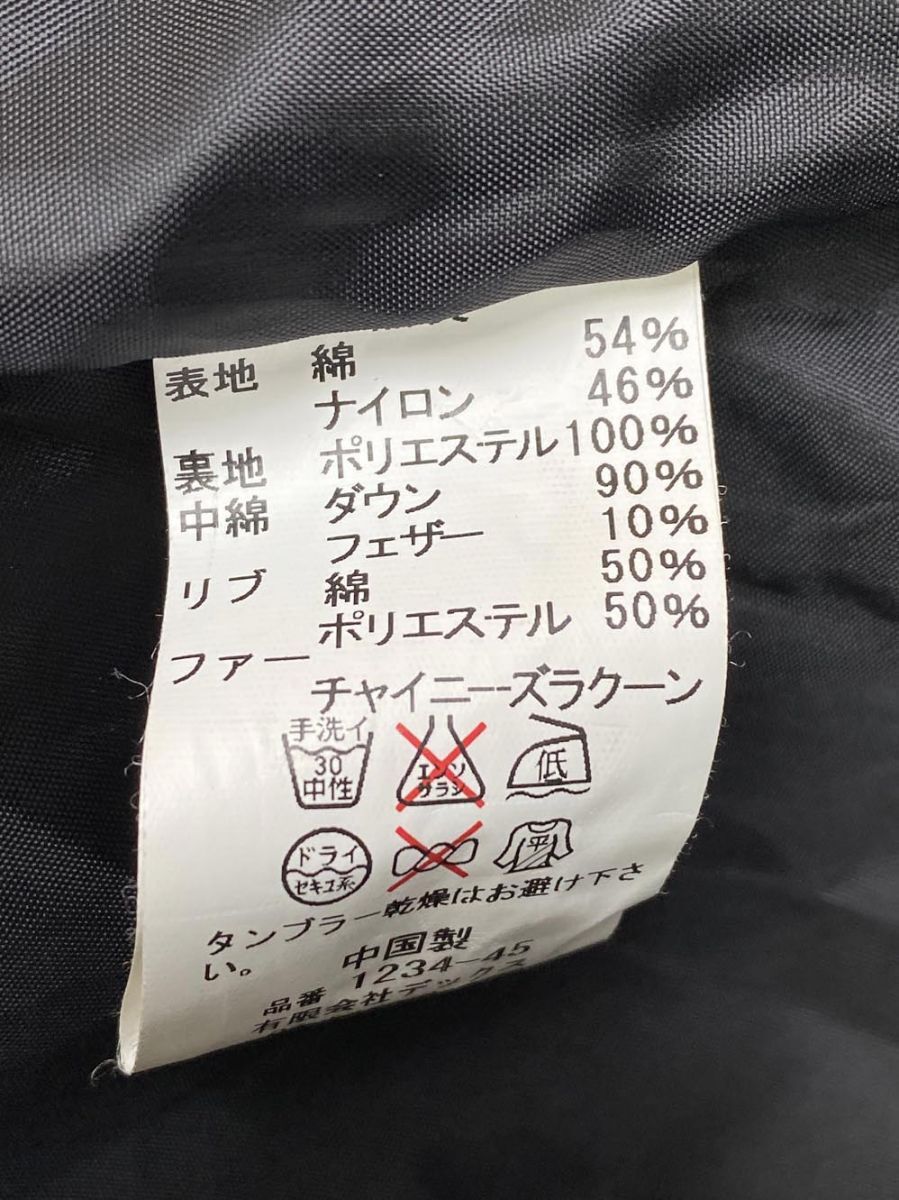 表地 綿 54%
ナイロン 46%
裏地 ポリエステル 100%
中綿 ダウン 90%
フェザー 10%
リブ 綿 50%
ポリエステル 50%
ファー
チャイニーズラクーン
手洗イ
30
中性
エンソ
サラシ
低
ドライ
セキユ系
平
タンブラー乾燥はお避け下さ
い。 中国製
品番 1234-45
有限会社デックス